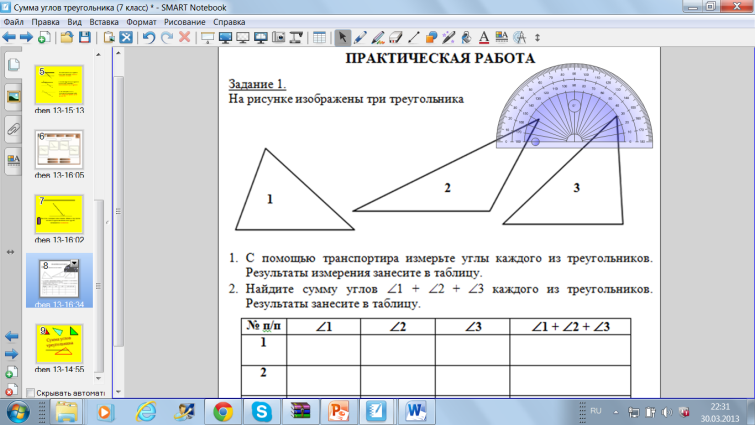 Сумма углов треугольника (7 класс) * - SMART Notebook
Файл Правка Вид Вставка Формат Рисование Справка
ПРАКТИЧЕСКАЯ РАБОТА
Задание 1.
На рисунке изображены три треугольника
1
2
3
1. С помощью транспортира измерьте углы каждого из треугольников.
Результаты измерения занесите в таблицу.
2. Найдите сумму углов ∠1 + ∠2 + ∠3 каждого из треугольников.
Результаты занесите в таблицу.
№ п/п ∠1 ∠2 ∠3 ∠1 + ∠2 + ∠3
1
2
5
фев 13-15:13
6
фев 13-16:05
7
фев 13-16:02
8
фев 13-16:34
9
Сумма углов
треугольника
фев 13-14:55
Скрывать автомат
RU
22:31
30.03.2013